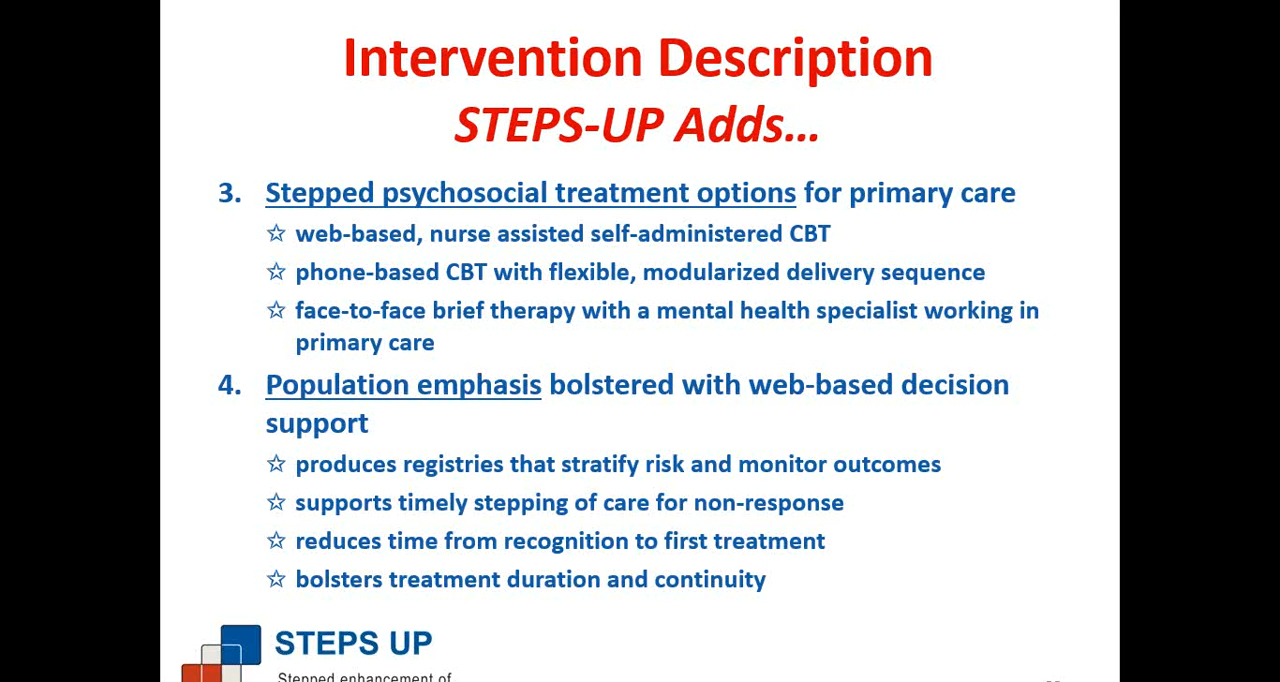 Intervention Description
STEPS-UP Adds...
3. Stepped psychosocial treatment options for primary care
☆ web-based, nurse assisted self-administered CBT
☆ phone-based CBT with flexible, modularized delivery sequence
☆ face-to-face brief therapy with a mental health specialist working in
primary care
4. Population emphasis bolstered with web-based decision
support
☆ produces registries that stratify risk and monitor outcomes
☆ supports timely stepping of care for non-response
☆ reduces time from recognition to first treatment
☆ bolsters treatment duration and continuity
STEPS UP
Stepped enhancement of